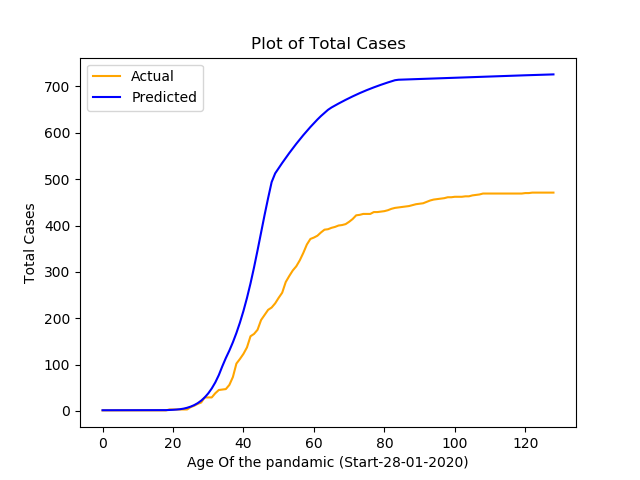 Plot of Total Cases
Actual
Predicted
700
600
500
400
300
200
100
0
Total Cases
0 20 40 60 80 100 120
Age Of the pandamic (Start-28-01-2020)